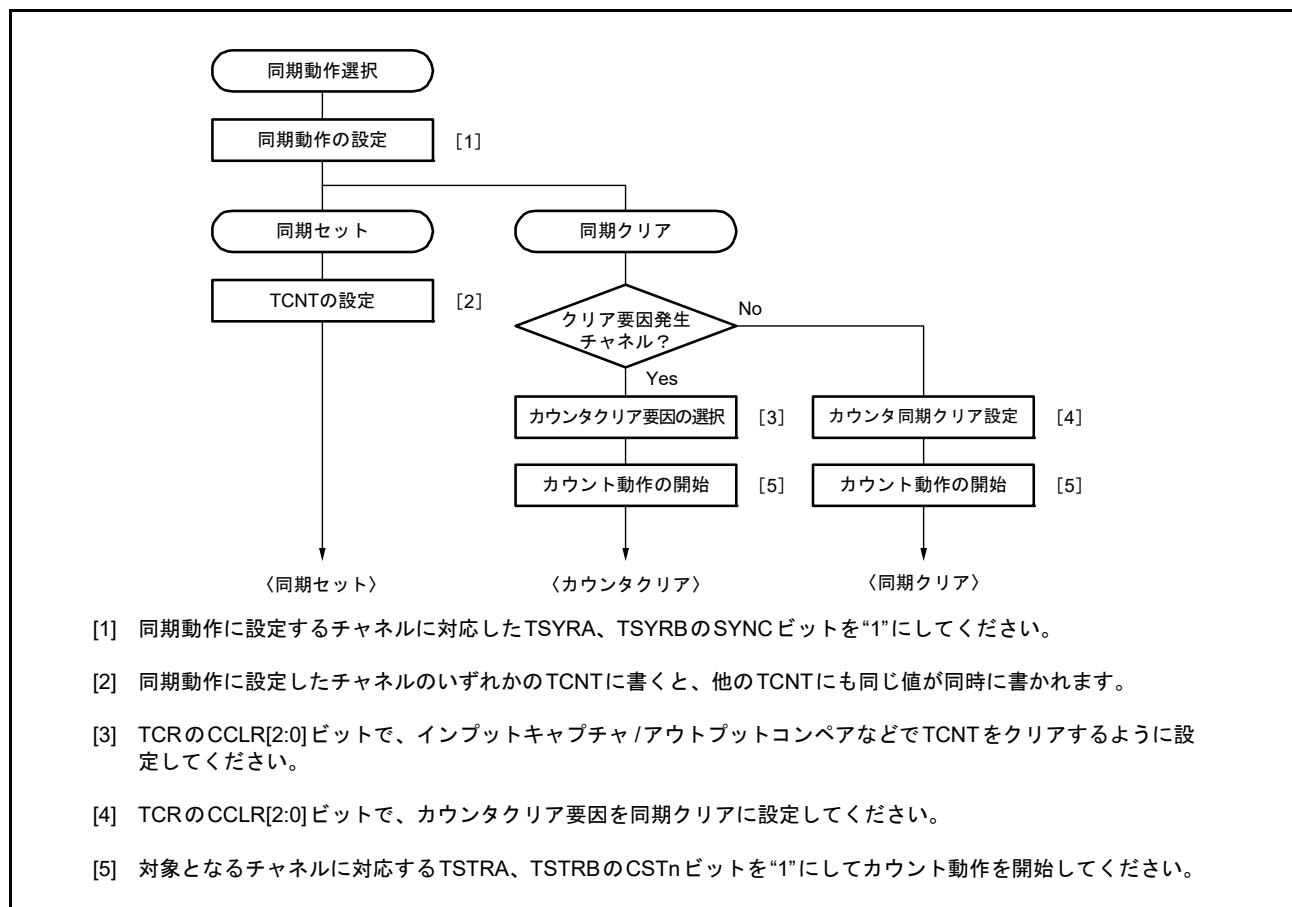 同期動作選択
同期動作の設定 [1]
同期セット 同期クリア
TCNTの設定 [2]
クリア要因発生
チャネル？
No
Yes
カウンタクリア要因の選択 [3] カウンタ同期クリア設定 [4]
カウント動作の開始 [5] カウント動作の開始 [5]
〈同期セット〉 〈カウンタクリア〉 〈同期クリア〉
[1] 同期動作に設定するチャネルに対応したTSYRA、TSYRBのSYNCビットを“1”にしてください。
[2] 同期動作に設定したチャネルのいずれかのTCNTに書くと、他のTCNTにも同じ値が同時に書かれます。
[3] TCRのCCLR[2:0]ビットで、インプットキャプチャ/アウトプットコンペアなどでTCNTをクリアするように設
定してください。
[4] TCRのCCLR[2:0]ビットで、カウンタクリア要因を同期クリアに設定してください。
[5] 対象となるチャネルに対応するTSTRA、TSTRBのCSTnビットを“1”にしてカウント動作を開始してください。